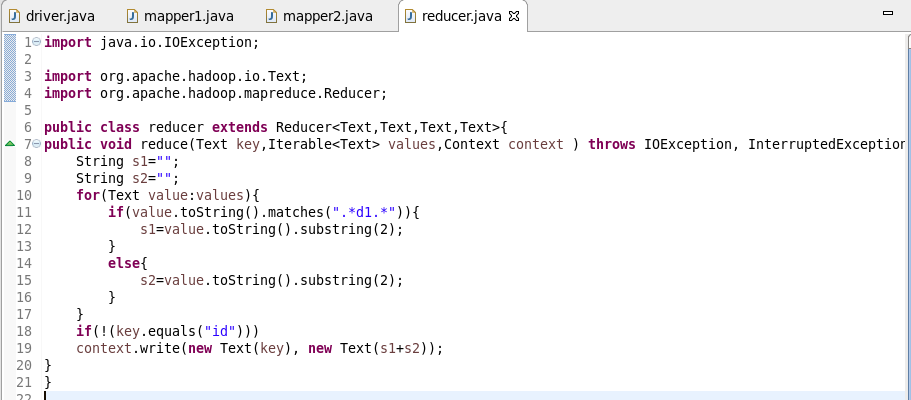 driver.java mapper1.java mapper2.java reducer.java
1 import java.io.IOException;
2
3 import org.apache.hadoop.io.Text;
4 import org.apache.hadoop.mapreduce.Reducer;
5
6 public class reducer extends Reducer<Text,Text,Text,Text>{
7 public void reduce(Text key,Iterable<Text> values,Context context ) throws IOException, InterruptedException
8 String s1="";
9 String s2="";
10 for(Text value:values){
11 if(value.toString().matches(".*d1.*")){
12 s1=value.toString().substring(2);
13 }
14 else{
15 s2=value.toString().substring(2);
16 }
17 }
18 if(!(key.equals("id")))
19 context.write(new Text(key), new Text(s1+s2));
20 }
21 }
22